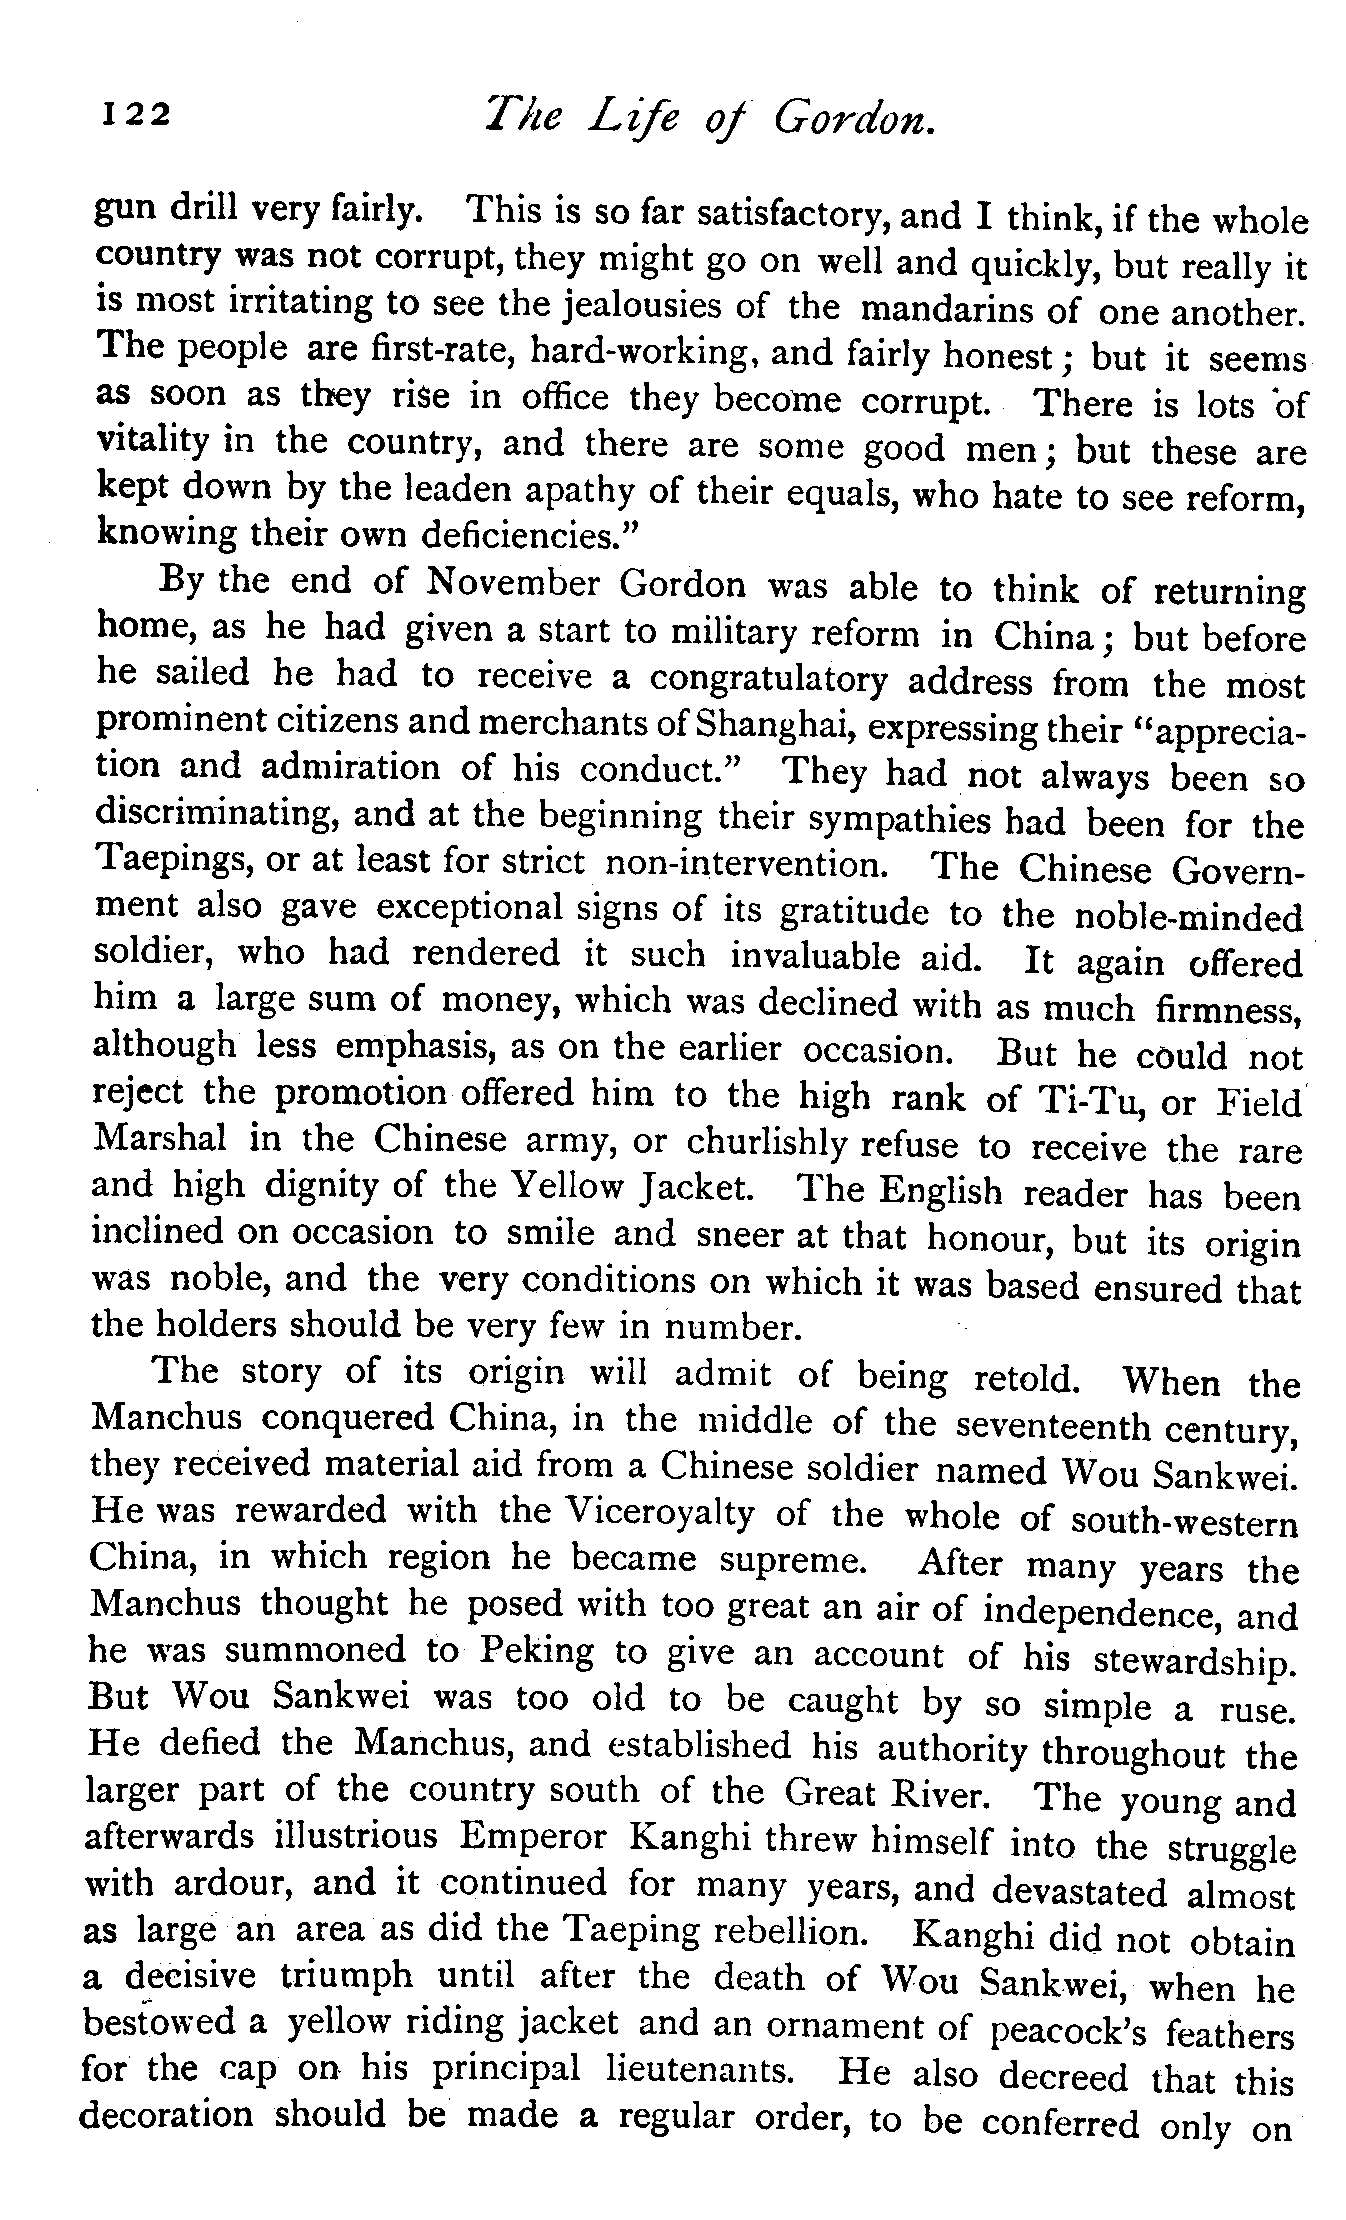 122 The Life of Gordon.
gun drill very fairly. This is so far satisfactory, and I think, if the whole
country was not corrupt, they might go on well and quickly, but really it
is most irritating to see the jealousies of the mandarins of one another.
The people are first-rate, hard-working, and fairly honest; but it seems
as soon as they rise in office they become corrupt. There is lots of
vitality in the country, and there are some good men; but these are
kept down by the leaden apathy of their equals, who hate to see reform,
knowing their own deficiencies."
By the end of November Gordon was able to think of returning
home, as he had given a start to military reform in China; but before
he sailed he had to receive a congratulatory address from the most
prominent citizens and merchants of Shanghai, expressing their "apprecia-
tion and admiration of his conduct." They had not always been so
discriminating, and at the beginning their sympathies had been for the
Taepings, or at least for strict non-intervention. The Chinese Govern-
ment also gave exceptional signs of its gratitude to the noble-minded
soldier, who had rendered it such invaluable aid. It again offered
him a large sum of money, which was declined with as much firmness,
although less emphasis, as on the earlier occasion. But he could not
reject the promotion offered him to the high rank of Ti-Tu, or Field
Marshal in the Chinese army, or churlishly refuse to receive the rare
and high dignity of the Yellow Jacket. The English reader has been
inclined on occasion to smile and sneer at that honour, but its origin
was noble, and the very conditions on which it was based ensured that
the holders should be very few in number.
The story of its origin will admit of being retold. When the
Manchus conquered China, in the middle of the seventeenth century,
they received material aid from a Chinese soldier named Wou Sankwei.
He was rewarded with the Viceroyalty of the whole of south-western
China, in which region he became supreme. After many years the
Manchus thought he posed with too great an air of independence, and
he was summoned to Peking to give an account of his stewardship.
But Wou Sankwei was too old to be caught by so simple a ruse.
He defied the Manchus, and established his authority throughout the
larger part of the country south of the Great River. The young and
afterwards illustrious Emperor Kanghi threw himself into the struggle
with ardour, and it continued for many years, and devastated almost
as large an area as did the Taeping rebellion. Kanghi did not obtain
a decisive triumph until after the death of Wou Sankwei, when he
bestowed a yellow riding jacket and an ornament of peacock's feathers
for the cap on his principal lieutenants. He also decreed that this
decoration should be made a regular order, to be conferred only on